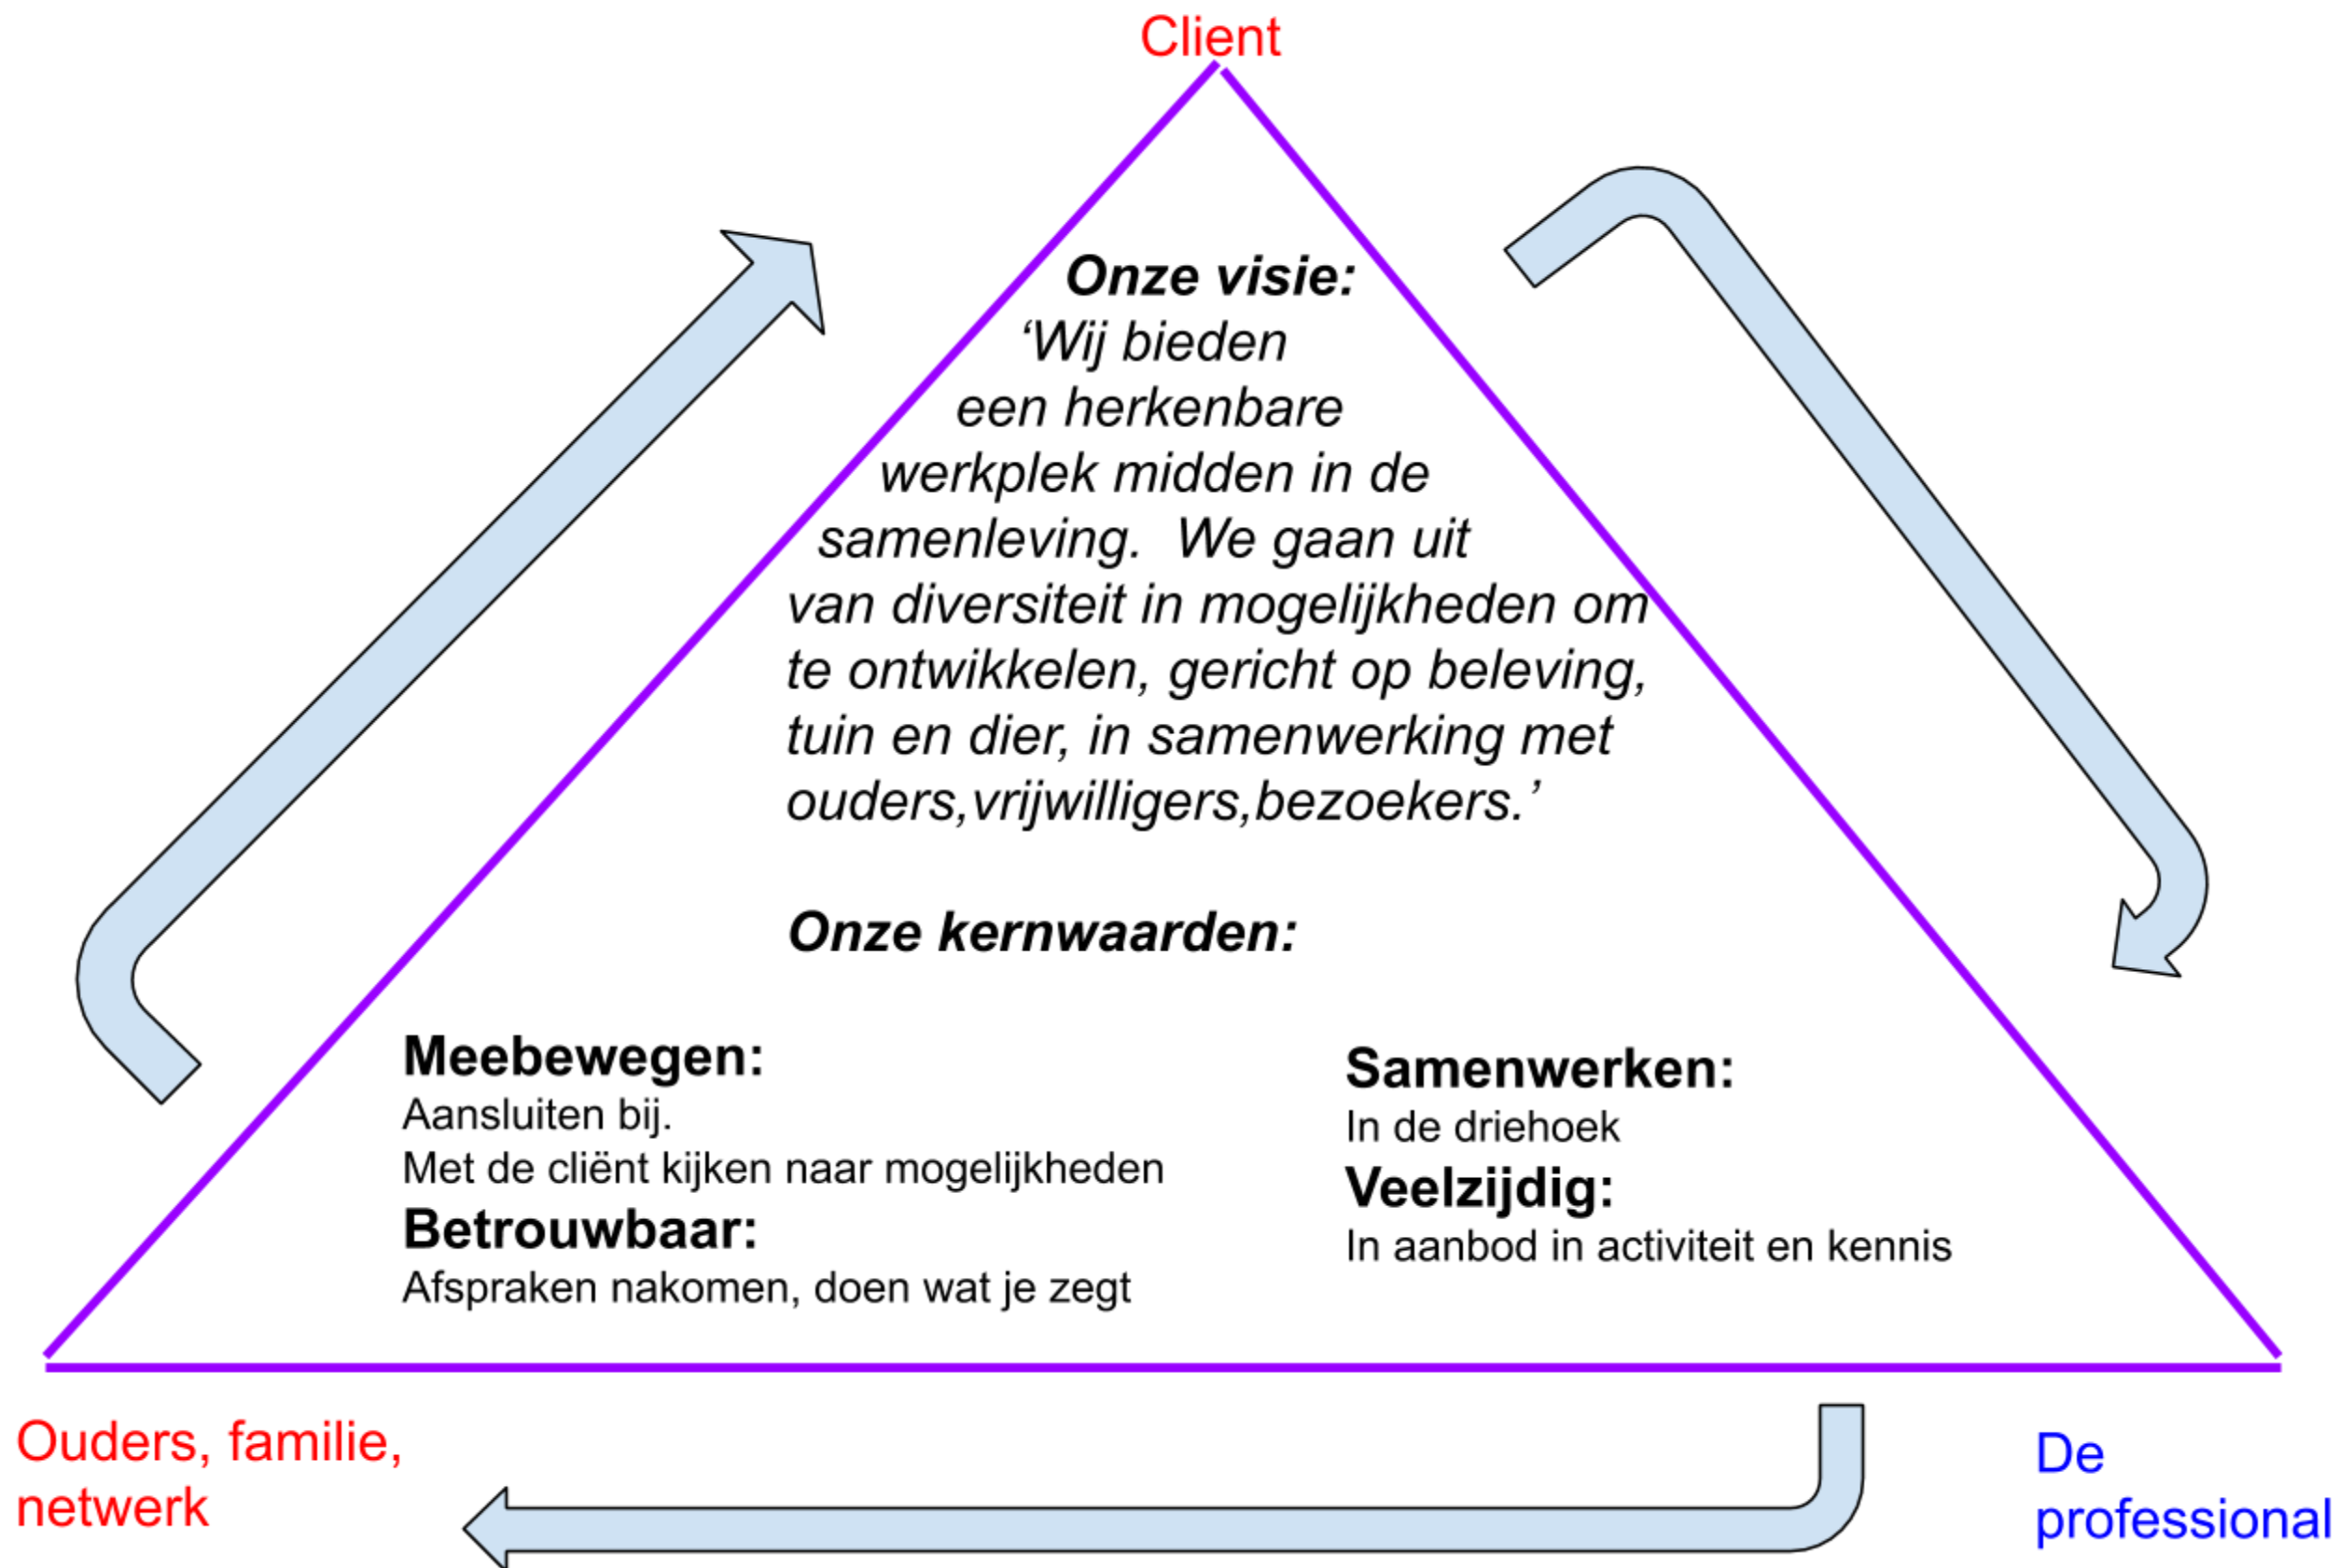 Client
Onze visie:
‘Wij bieden
een herkenbare
werkplek midden in de
samenleving.  We gaan uit
van diversiteit in mogelijkheden om
te ontwikkelen, gericht op beleving,
tuin en dier, in samenwerking met
ouders,vrijwilligers,bezoekers.’
Onze kernwaarden:
Meebewegen:
Aansluiten bij.
Met de cliënt kijken naar mogelijkheden
Betrouwbaar:
Afspraken nakomen, doen wat je zegt
Samenwerken:
In de driehoek
Veelzijdig:
In aanbod in activiteit en kennis
Ouders, familie,
netwerk
De
professional